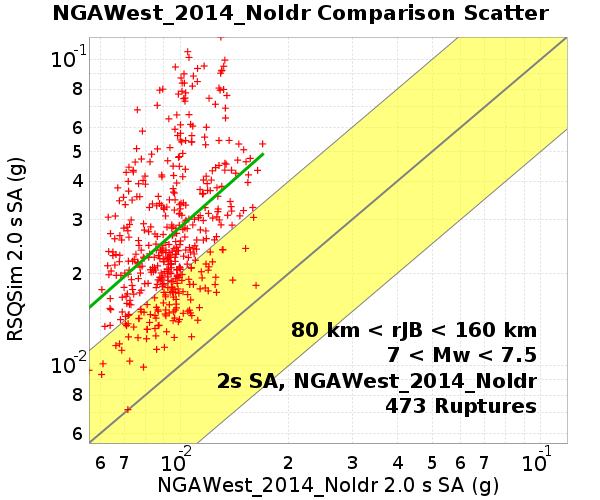 NGAWest_2014_NoIdr Comparison Scatter
10-1
8
6
5
4
3
2
10-2
8
6
RSQSim 2.0 s SA (g)
80 km < rJB < 160 km
7 < Mw < 7.5
2s SA, NGAWest_2014_NoIdr
473 Ruptures
6 7 10-2 2 3 4 5 6 7 8 10-1
NGAWest_2014_NoIdr 2.0 s SA (g)